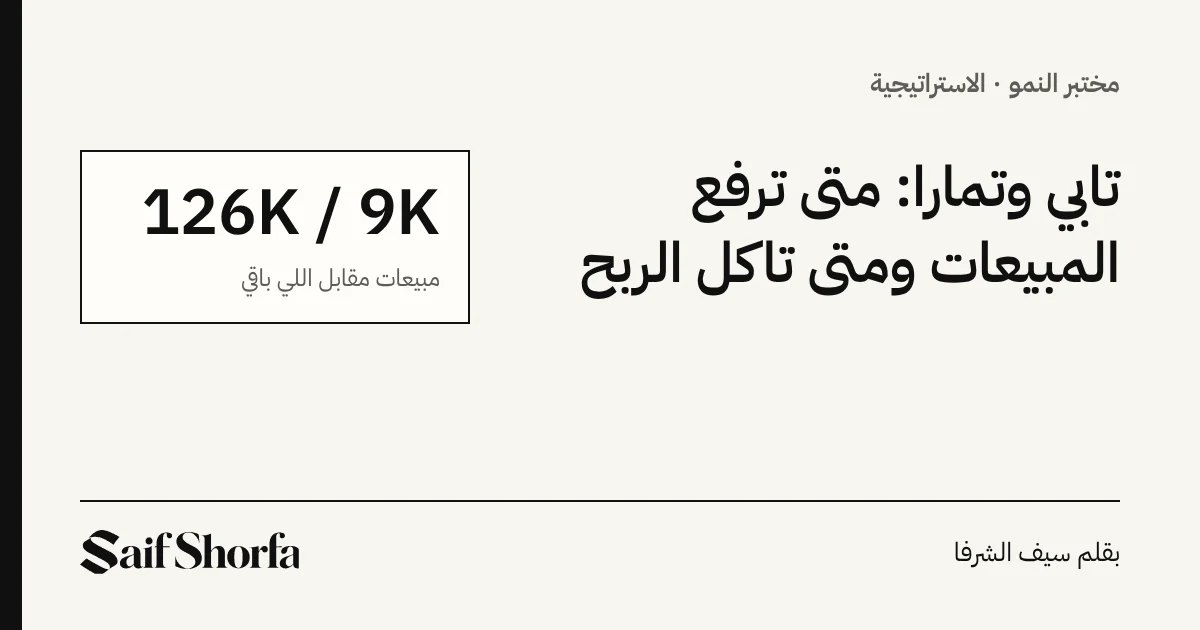 مختبر النمو · الاستراتيجية
تابي وتمارا: متى ترفع
المبيعات ومتى تاكل الربح
126K / 9K
مبيعات مقابل اللي باقي
بقلم سيف الشرفا
Saif Shorfa